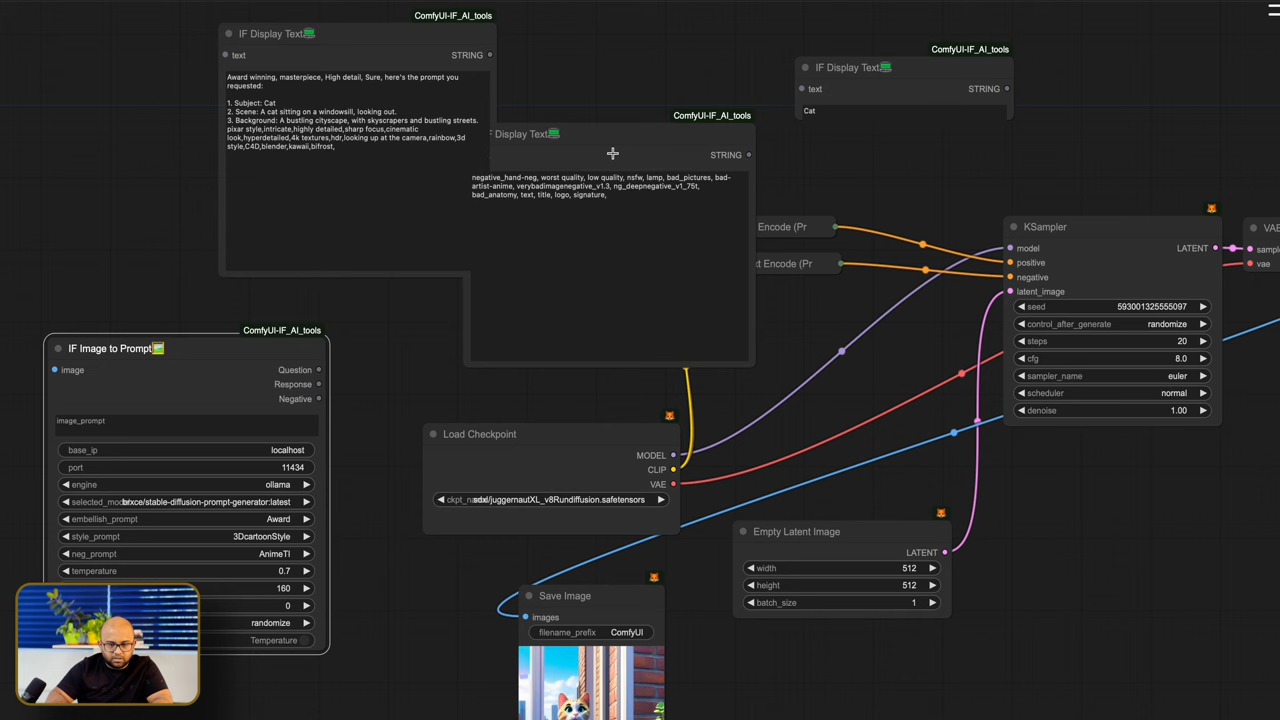 ComfyUI-IF_AI_tools
IF Display Text
text STRING
Award winning, masterpiece, High detail, Sure, here's the prompt you
requested:
1. Subject: Cat
2. Scene: A cat sitting on a windowsill, looking out.
3. Background: A bustling cityscape, with skyscrapers and bustling streets.
pixar style,intricate,highly detailed,sharp focus,cinematic
look,hyperdetailed,4k textures,hdr,looking up at the camera,rainbow,3d
style,C4D,blender,kawaii,bifrost,
ComfyUI-IF_AI_tools
IF Display Text
text STRING
Cat
ComfyUI-IF_AI_tools
F Display Text
STRING
negative_hand-neg, worst quality, low quality, nsfw, lamp, bad_pictures, bad-
artist-anime, verybadimagenegative_v1.3, ng_deepnegative_v1_75t,
bad_anatomy, text, title, logo, signature,
Encode (Pr
t Encode (Pr
KSampler
model LATENT
positive
negative
latent_image
seed 593001325555097
control_after_generate randomize
steps 20
cfg 8.0
sampler_name euler
scheduler normal
denoise 1.00
VAE
sampl
vae
ComfyUI-IF_AI_tools
IF Image to Prompt
image Question
Response
Negative
image_prompt
base_ip localhost
port 11434
engine ollama
selected_mod brxce/stable-diffusion-prompt-generator:latest
embellish_prompt Award
style_prompt 3DcartoonStyle
neg_prompt AnimeTI
temperature 0.7
160
0
randomize
Temperature
Load Checkpoint
MODEL
CLIP
VAE
ckpt_na sdxl/juggernautXL_v8Rundiffusion.safetensors
Empty Latent Image
LATENT
width 512
height 512
batch_size 1
Save Image
images
filename_prefix ComfyUI